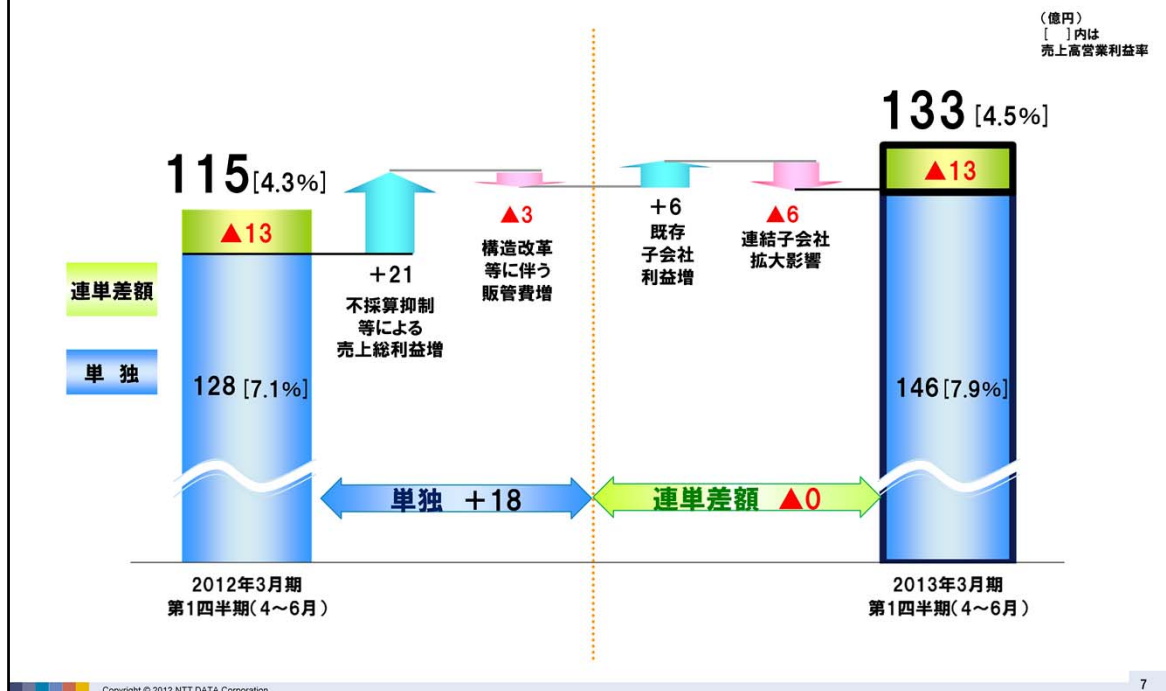 (億円)
[ ]内は
売上高営業利益率
115[4.3%]
▲13
128 [7.1%]
連単差額
単 独
+21
不採算抑制
等による
売上総利益増
▲3
構造改革
等に伴う
販管費増
+6
既存
子会社
利益増
▲6
連結子会社
拡大影響
133 [4.5%]
▲13
146[7.9%]
単独 +18
連単差額 ▲0
2012年3月期
第1四半期(4~6月)
2013年3月期
第1四半期(4~6月)
Copyright © 2012 NTT DATA Corporation
7